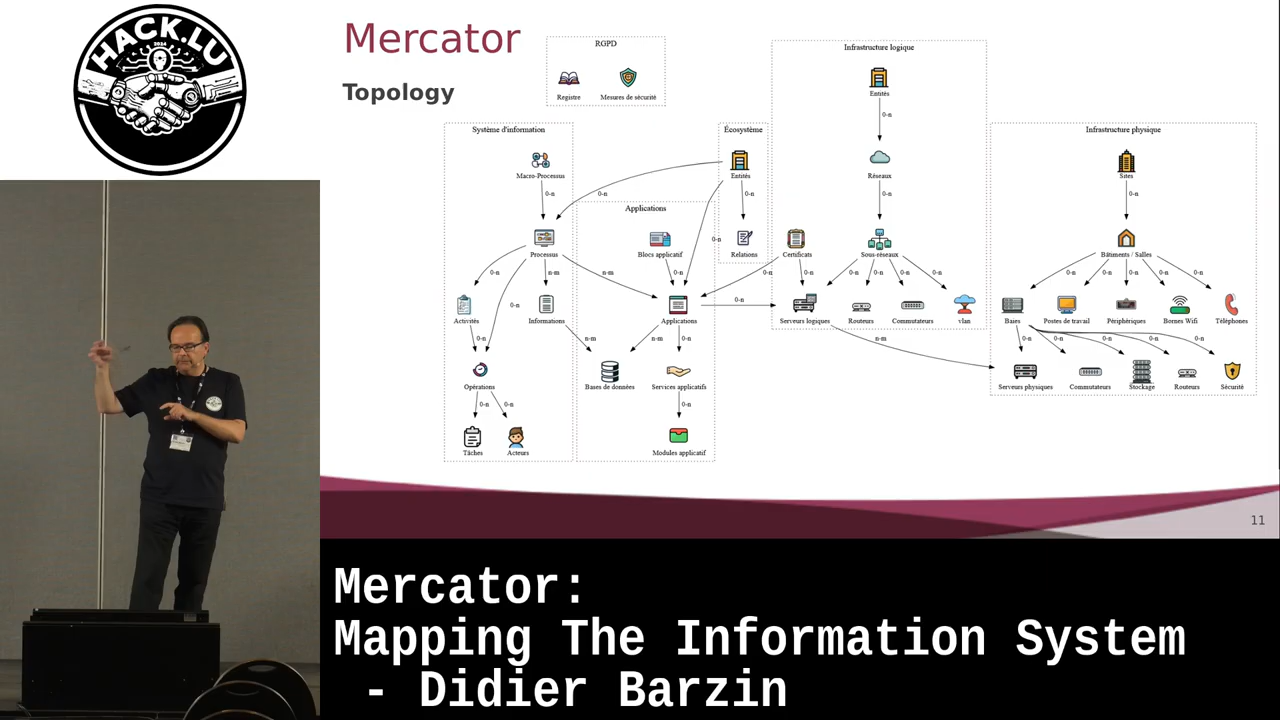 HACK.LU
2024
Mercator
Topology
RGPD
Registre
Mesures de sécurité
Système d'information
Macro-Processus
0-n
Processus
0-n
n-m
n-m
0-n
Activités
Informations
0-n
n-m
Opérations
0-n
0-n
Tâches
Acteurs
Applications
Blocs applicatif
0-n
Applications
n-m
0-n
Bases de données
Services applicatifs
0-n
Modules applicatif
Écosystème
Entités
0-n
0-n
0-n
Relations
Infrastructure logique
Entités
0-n
Réseaux
0-n
Certificats
Sous-réseaux
0-n
0-n
0-n
0-n
0-n
0-n
0-n
Serveurs logiques
Routeurs
Commutateurs
vlan
n-m
Infrastructure physique
Sites
0-n
Bâtiments / Salles
0-n
0-n
0-n
0-n
0-n
Baies
Postes de travail
Périphériques
Bornes Wifi
Téléphones
0-n
0-n
0-n
0-n
0-n
Serveurs physiques
Commutateurs
Stockage
Routeurs
Sécurité
11
Mercator:
Mapping The Information System
- Didier Barzin